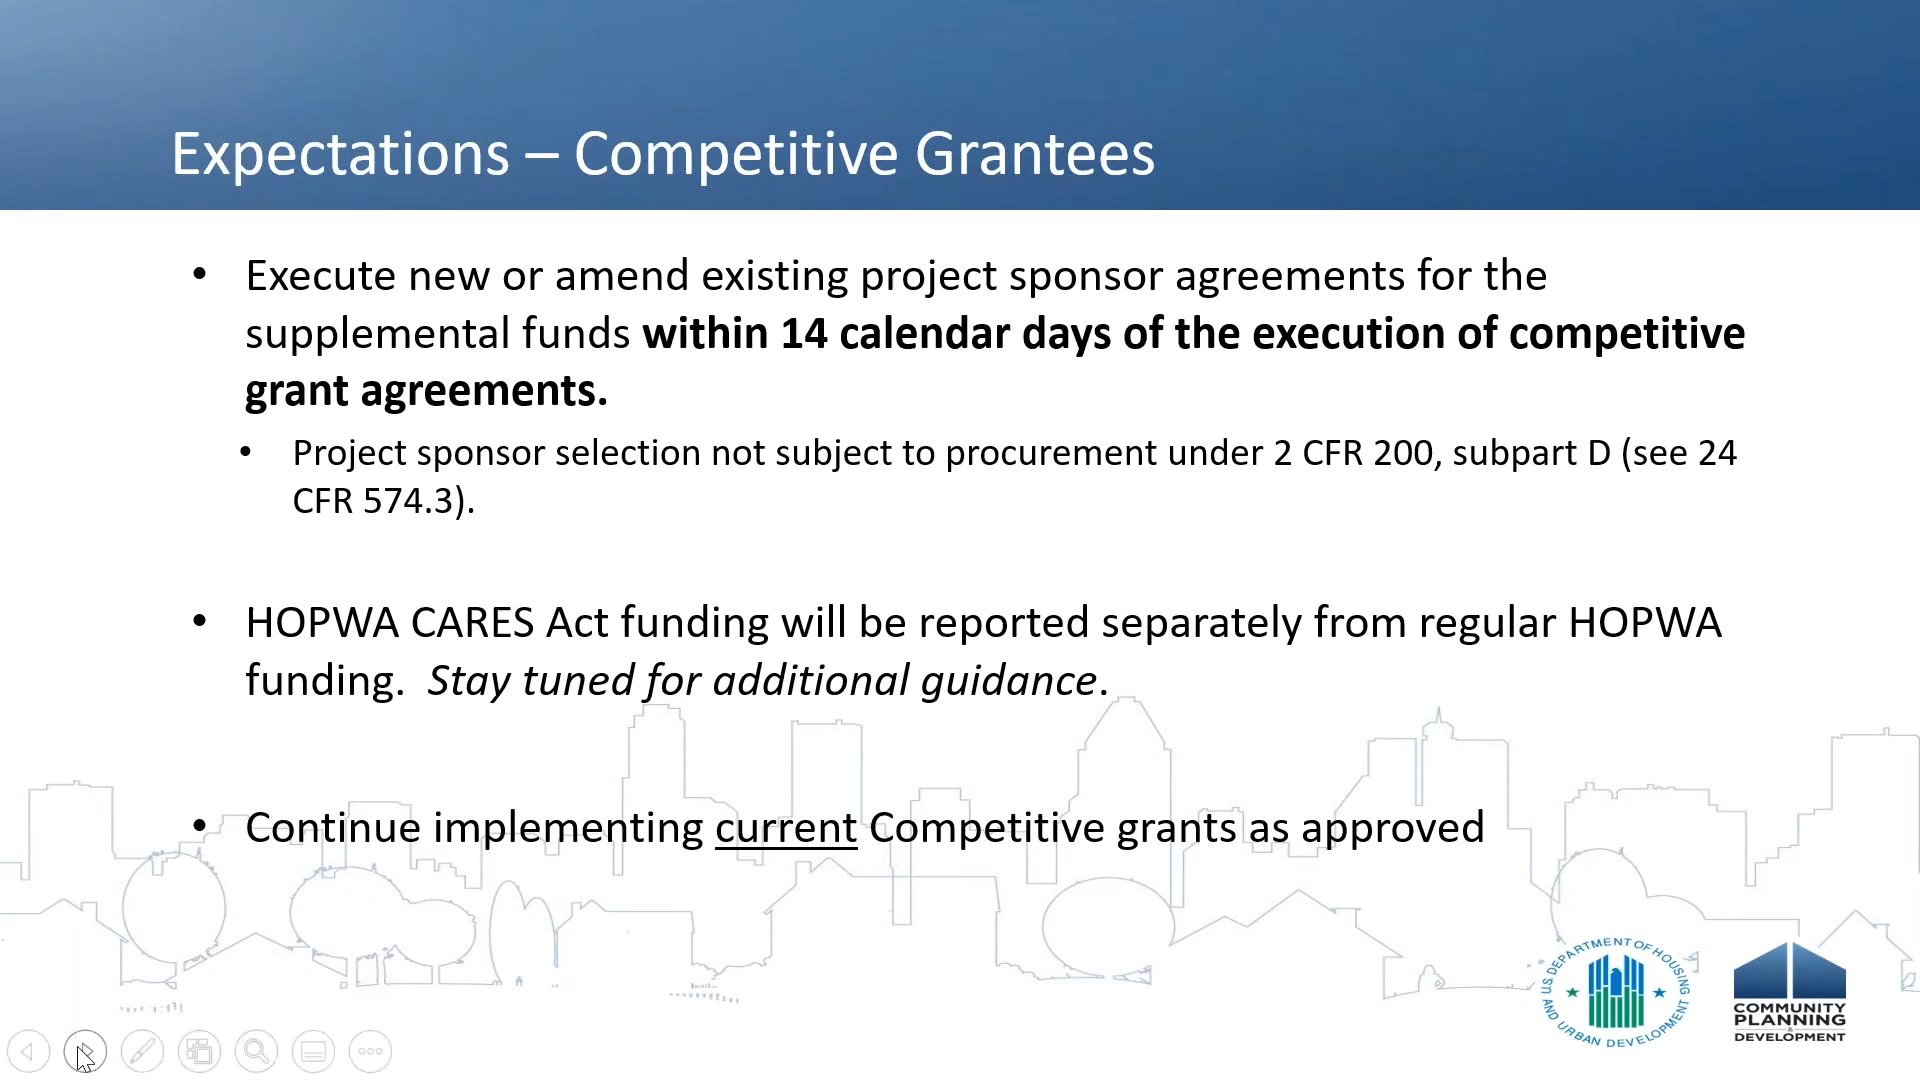 Expectations – Competitive Grantees
• Execute new or amend existing project sponsor agreements for the
supplemental funds within 14 calendar days of the execution of competitive
grant agreements.
• Project sponsor selection not subject to procurement under 2 CFR 200, subpart D (see 24
CFR 574.3).
• HOPWA CARES Act funding will be reported separately from regular HOPWA
funding.  Stay tuned for additional guidance.
• Continue implementing current Competitive grants as approved
U.S. DEPARTMENT OF HOUSING
AND URBAN DEVELOPMENT
COMMUNITY
PLANNING
&
DEVELOPMENT